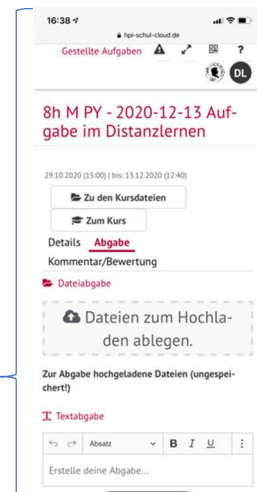 16:38
hpi-schul-cloud.de
Gestellte Aufgaben ?
DL
8h M PY - 2020-12-13 Auf-
gabe im Distanzlernen
29.10.2020 (15:00) | bis: 13.12.2020 (12:40)
Zu den Kursdateien
Zum Kurs
Details Abgabe
Kommentar/Bewertung
Dateiabgabe
Dateien zum Hochla-
den ablegen.
Zur Abgabe hochgeladene Dateien (ungespei-
chert!)
Textabgabe
Absatz B I U
Erstelle deine Abgabe...